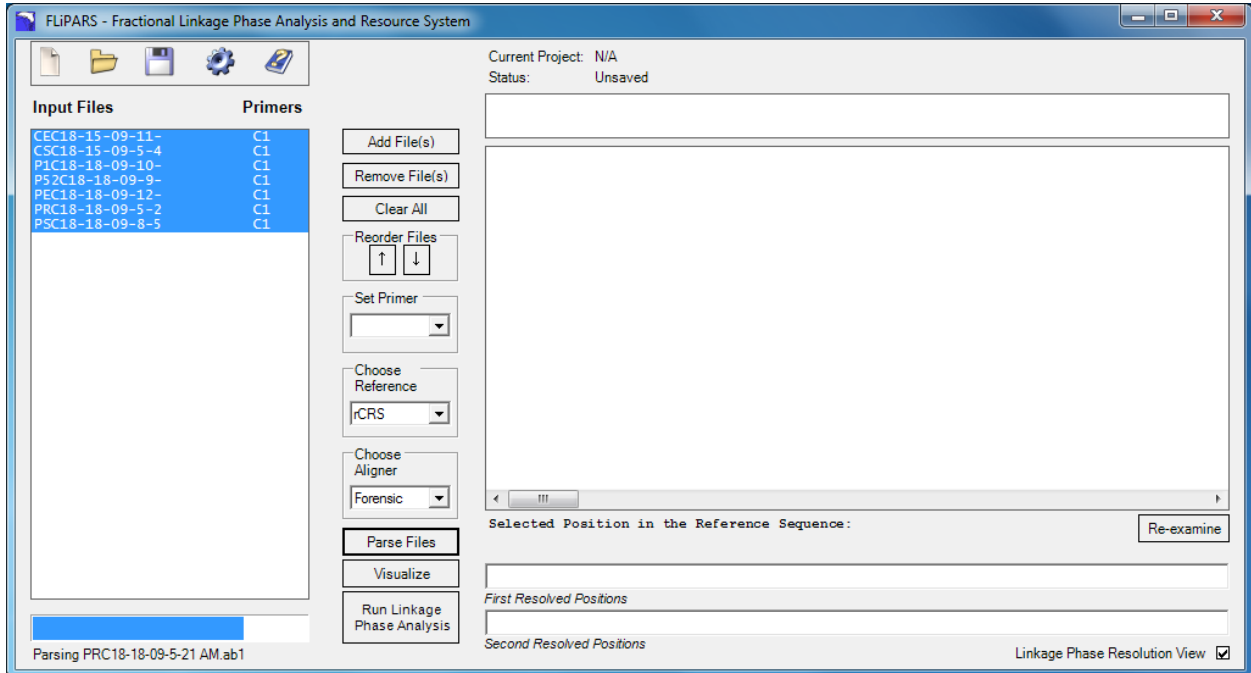 FLiPARS - Fractional Linkage Phase Analysis and Resource System
Current Project: N/A
Status: Unsaved
Input Files Primers
CEC18-15-09-11- C1
CSC18-15-09-5-4 C1
P1C18-18-09-10- C1
P52C18-18-09-9- C1
PEC18-18-09-12- C1
PRC18-18-09-5-2 C1
PSC18-18-09-8-5 C1
Add File(s)
Remove File(s)
Clear All
Reorder Files
↑ ↓
Set Primer
Choose
Reference
rCRS
Choose
Aligner
Forensic
Parse Files
Visualize
Run Linkage
Phase Analysis
Selected Position in the Reference Sequence:
Re-examine
First Resolved Positions
Second Resolved Positions
Linkage Phase Resolution View
Parsing PRC18-18-09-5-21 AM.ab1